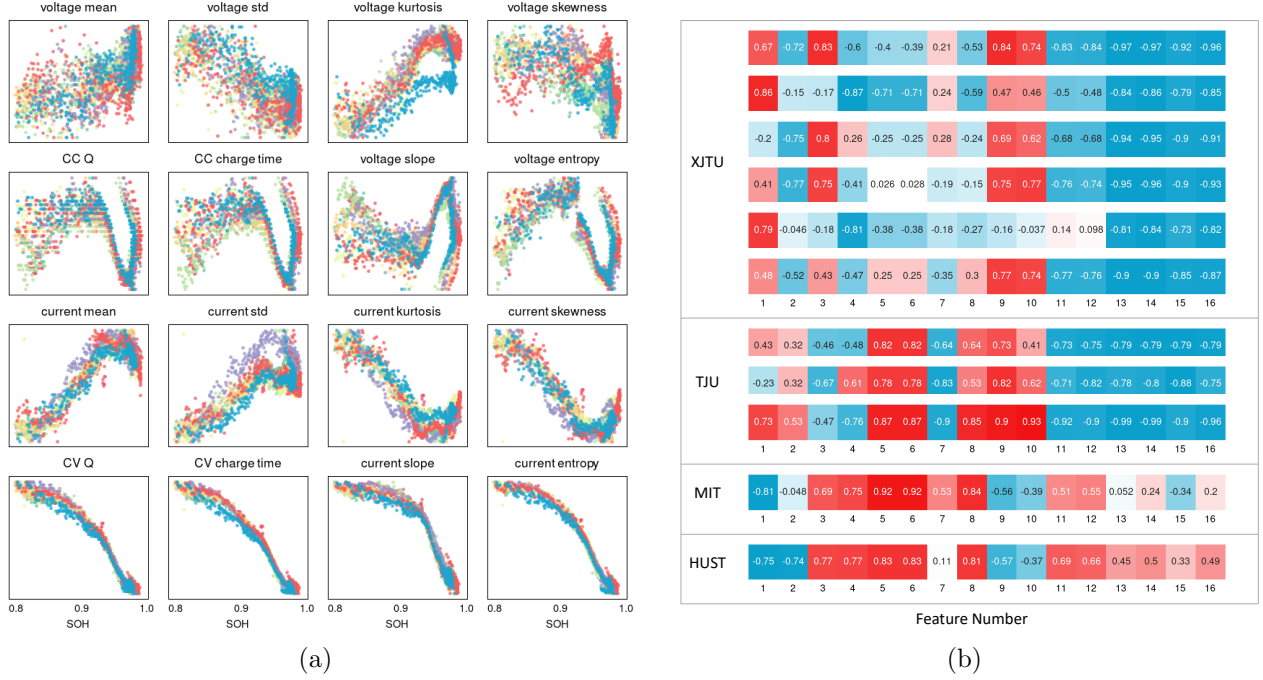 voltage mean voltage std voltage kurtosis voltage skewness
CC Q CC charge time voltage slope voltage entropy
current mean current std current kurtosis current skewness
CV Q CV charge time current slope current entropy
0.8 0.9 0.8 0.9 0.8 0.9 0.8 0.9 1.0
SOH SOH SOH SOH
(a)
XJTU
0.67 -0.72 0.83 -0.6 -0.4 -0.39 0.21 -0.53 0.84 0.74 -0.83 -0.84 -0.97 -0.97 -0.92 -0.96
0.86 -0.15 -0.17 -0.87 -0.71 -0.71 0.24 -0.59 0.47 0.46 -0.5 -0.48 -0.84 -0.86 -0.79 -0.85
-0.2 -0.75 0.8 0.26 -0.25 -0.25 0.28 -0.24 0.69 0.62 -0.68 -0.68 -0.94 -0.95 -0.9 -0.91
0.41 -0.77 0.75 -0.41 0.026 0.028 -0.19 -0.15 0.75 0.77 -0.76 -0.74 -0.95 -0.96 -0.9 -0.93
0.79 -0.046 -0.18 -0.81 -0.38 -0.38 -0.18 -0.27 -0.16 -0.037 0.14 0.098 -0.81 -0.84 -0.73 -0.82
0.48 -0.52 0.43 -0.47 0.25 0.25 -0.35 0.3 0.77 0.74 -0.77 -0.76 -0.9 -0.9 -0.85 -0.87
1 2 3 4 5 6 7 8 9 10 11 12 13 14 15 16
TJU
0.43 0.32 -0.46 -0.48 0.82 0.82 -0.64 0.64 0.73 0.41 -0.73 -0.75 -0.79 -0.79 -0.79 -0.79
-0.23 0.32 -0.67 0.61 0.78 0.78 -0.83 0.53 0.82 0.62 -0.71 -0.82 -0.78 -0.8 -0.88 -0.75
0.73 0.53 -0.47 -0.76 0.87 0.87 -0.9 0.85 0.9 0.93 -0.92 -0.9 -0.99 -0.99 -0.9 -0.96
1 2 3 4 5 6 7 8 9 10 11 12 13 14 15 16
MIT
-0.81 -0.048 0.69 0.75 0.92 0.92 0.53 0.84 -0.56 -0.39 0.51 0.55 0.052 0.24 -0.34 0.2
1 2 3 4 5 6 7 8 9 10 11 12 13 14 15 16
HUST
-0.75 -0.74 0.77 0.77 0.83 0.83 0.11 0.81 -0.57 -0.37 0.69 0.66 0.45 0.5 0.33 0.49
1 2 3 4 5 6 7 8 9 10 11 12 13 14 15 16
Feature Number
(b)